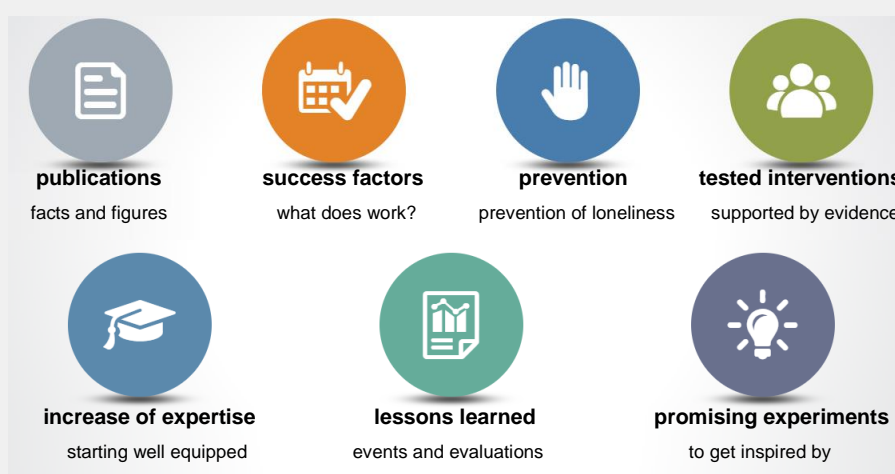 publications
facts and figures
success factors
what does work?
prevention
prevention of loneliness
tested interventions
supported by evidence
increase of expertise
starting well equipped
lessons learned
events and evaluations
promising experiments
to get inspired by